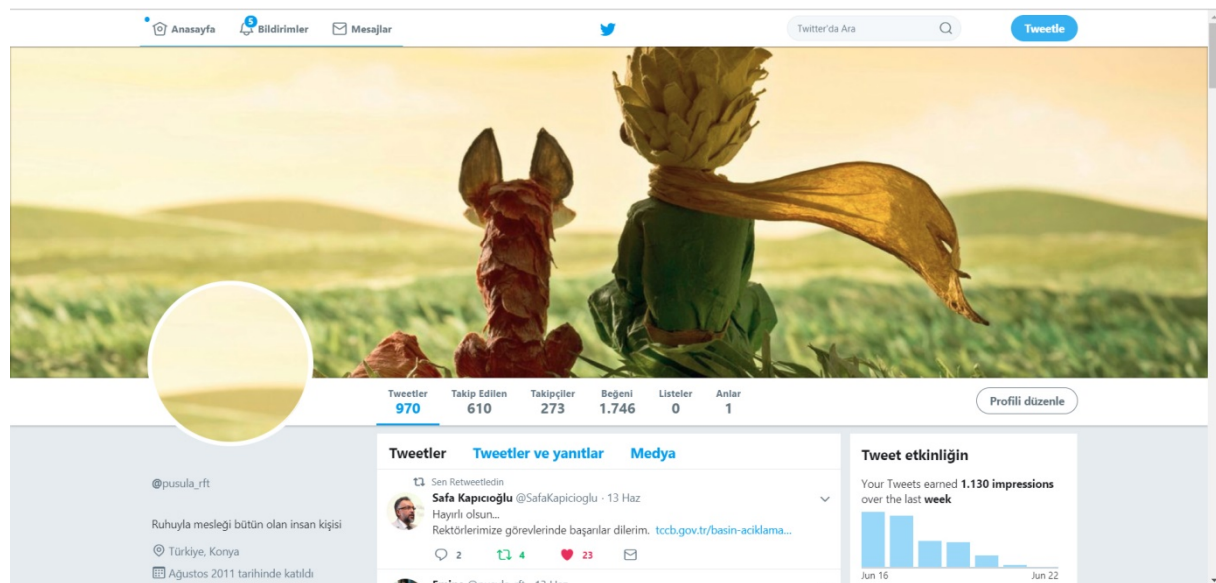 Anasayfa
5
Bildirimler
Mesajlar
Twitter'da Ara
Tweetle
Tweetler
970
Takip Edilen
610
Takipçiler
273
Beğeni
1.746
Listeler
0
Anlar
1
Profili düzenle
@pusula_rft
Ruhuyla mesleği bütün olan insan kişisi
Türkiye, Konya
Ağustos 2011 tarihinde katıldı
Tweetler Tweetler ve yanıtlar Medya
Sen Retweetledin
Safa Kapıcıoğlu @SafaKapicioglu · 13 Haz
Hayırlı olsun...
Rektörlerimize görevlerinde başarılar dilerim. tccb.gov.tr/basin-aciklama...
2 4 23
Tweet etkinliğin
Your Tweets earned 1.130 impressions
over the last week
Jun 16 Jun 22